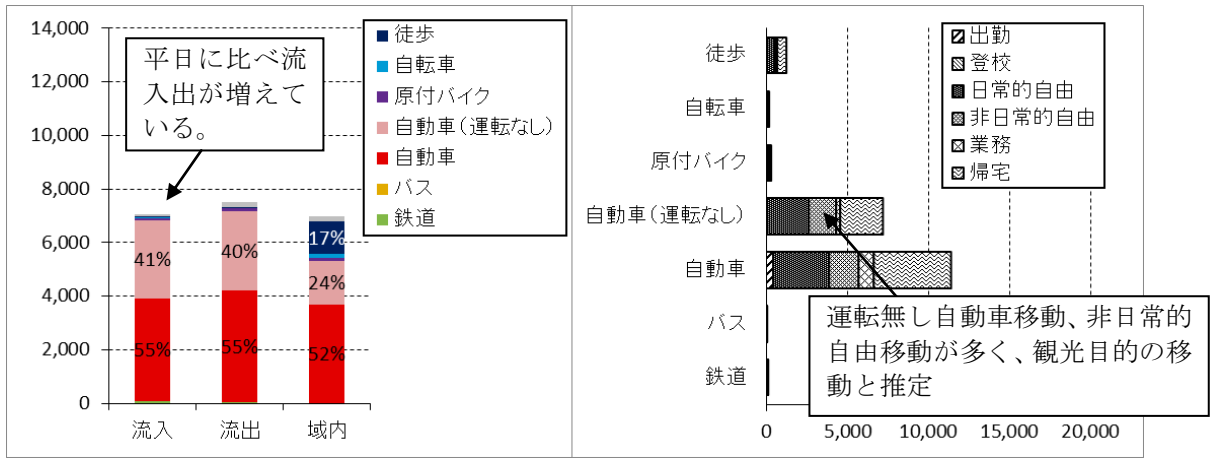 14,000
12,000
10,000
8,000
6,000
4,000
2,000
0
平日に比べ流
入出が増えて
いる。
徒歩
自転車
原付バイク
自動車(運転なし)
自動車
バス
鉄道
41%
55%
40%
55%
17%
24%
52%
流入
流出
域内
徒歩
自転車
原付バイク
自動車(運転なし)
自動車
バス
鉄道
出勤
登校
日常的自由
非日常的自由
業務
帰宅
運転無し自動車移動、非日常的
自由移動が多く、観光目的の移
動と推定
0
5,000
10,000
15,000
20,000